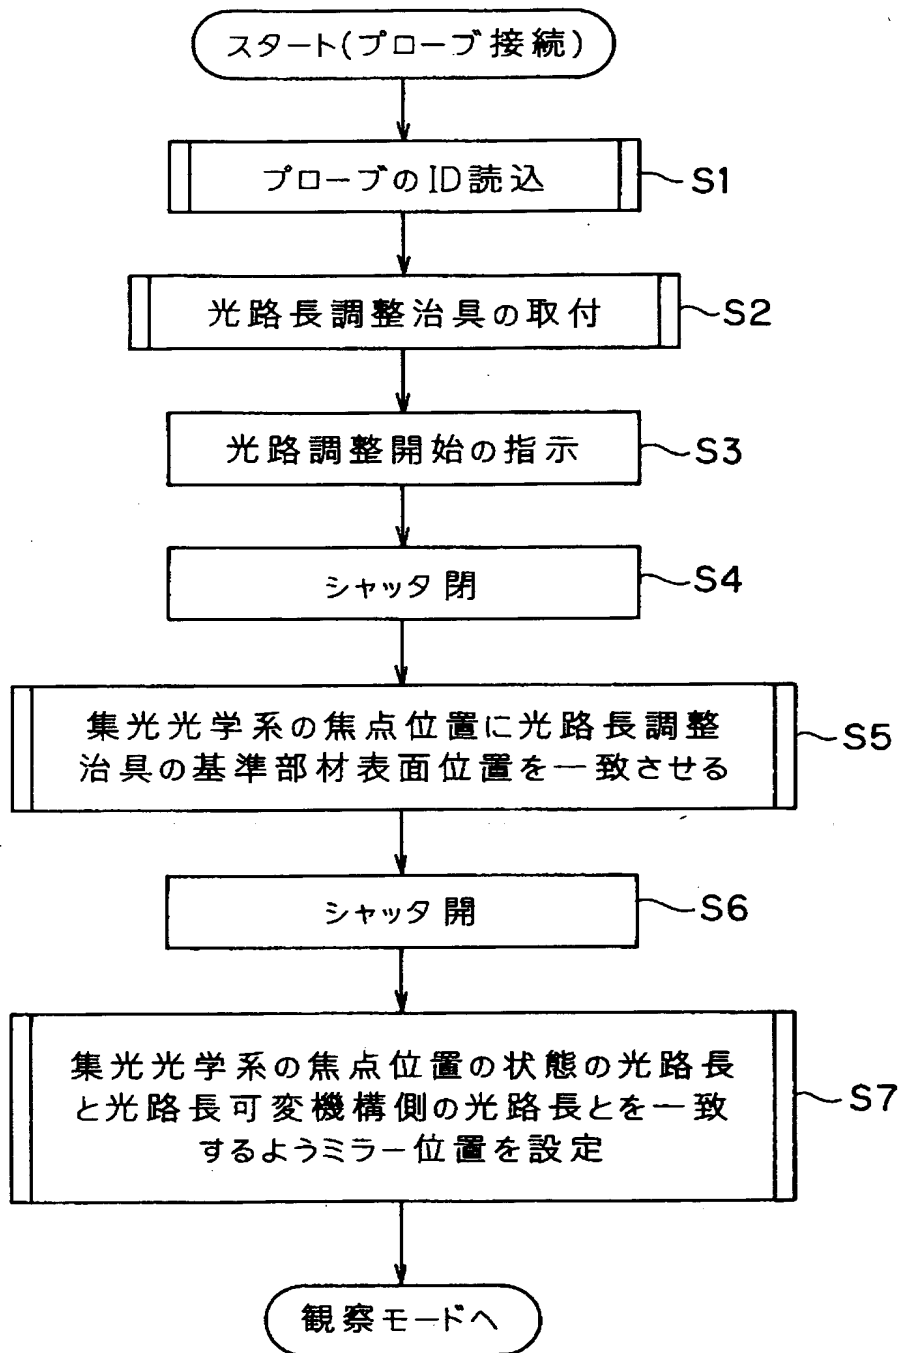 スタート(プローブ接続)
プローブのID読込
S1
光路長調整治具の取付
S2
光路調整開始の指示
S3
シャッタ閉
S4
集光光学系の焦点位置に光路長調整
治具の基準部材表面位置を一致させる
S5
シャッタ開
S6
集光光学系の焦点位置の状態の光路長
と光路長可変機構側の光路長とを一致
するようミラー位置を設定
S7
観察モードへ